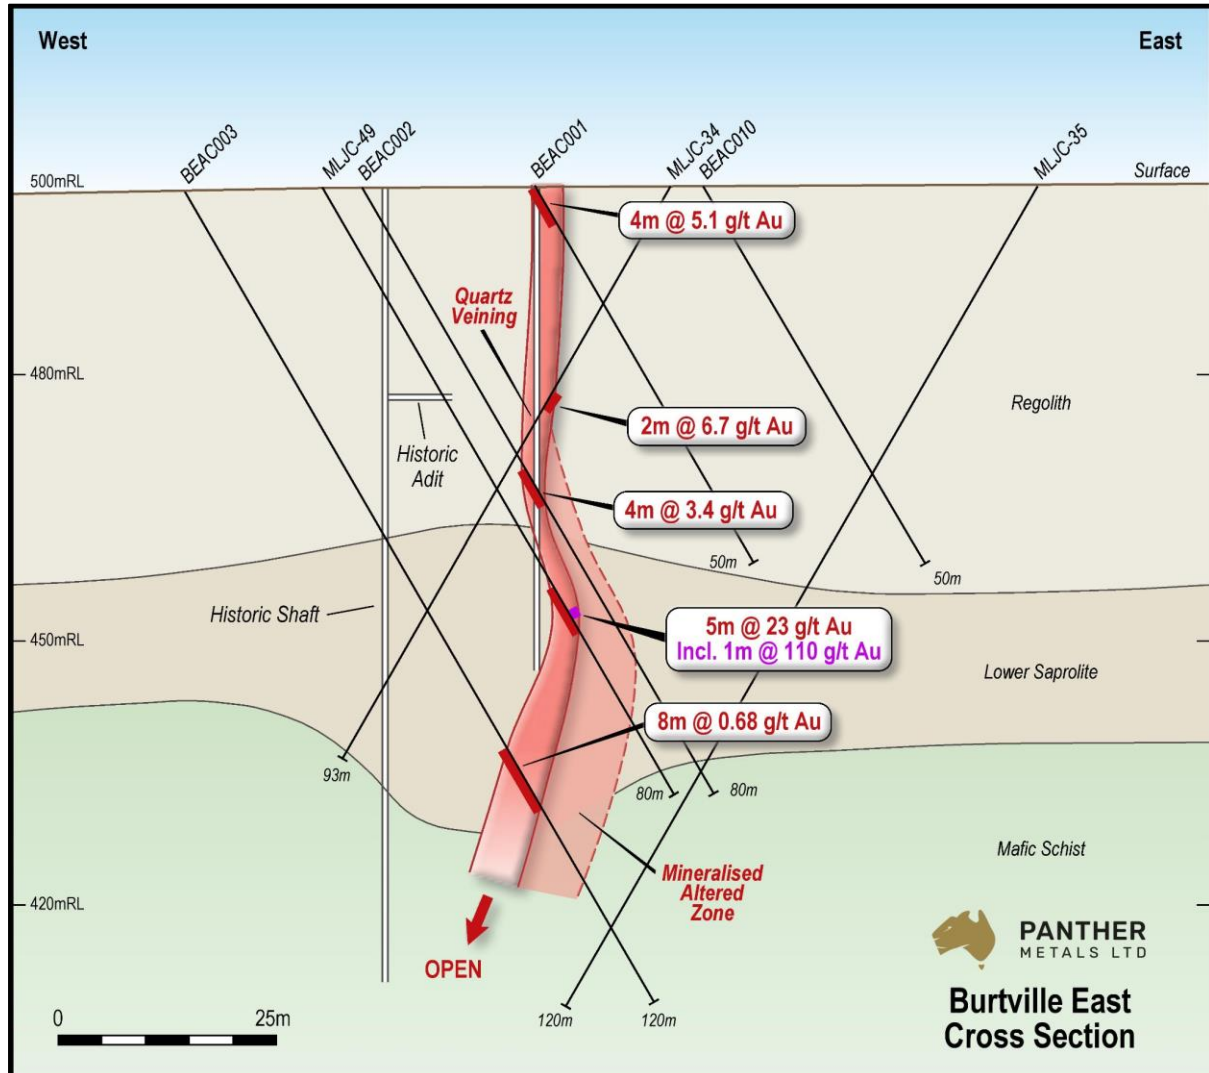 West
East
BEAC003
MLJC-49
BEAC002
BEAC001
MLJC-34
BEAC010
MLJC-35
500mRL
Surface
4m @ 5.1 g/t Au
Quartz
Veining
480mRL
Regolith
2m @ 6.7 g/t Au
Historic
Adit
4m @ 3.4 g/t Au
50m
50m
Historic Shaft
5m @ 23 g/t Au
Incl. 1m @ 110 g/t Au
450mRL
Lower Saprolite
8m @ 0.68 g/t Au
93m
80m
80m
Mafic Schist
Mineralised
Altered
Zone
420mRL
OPEN
PANTHER
METALS LTD
Burtville East
Cross Section
0
25m
120m
120m